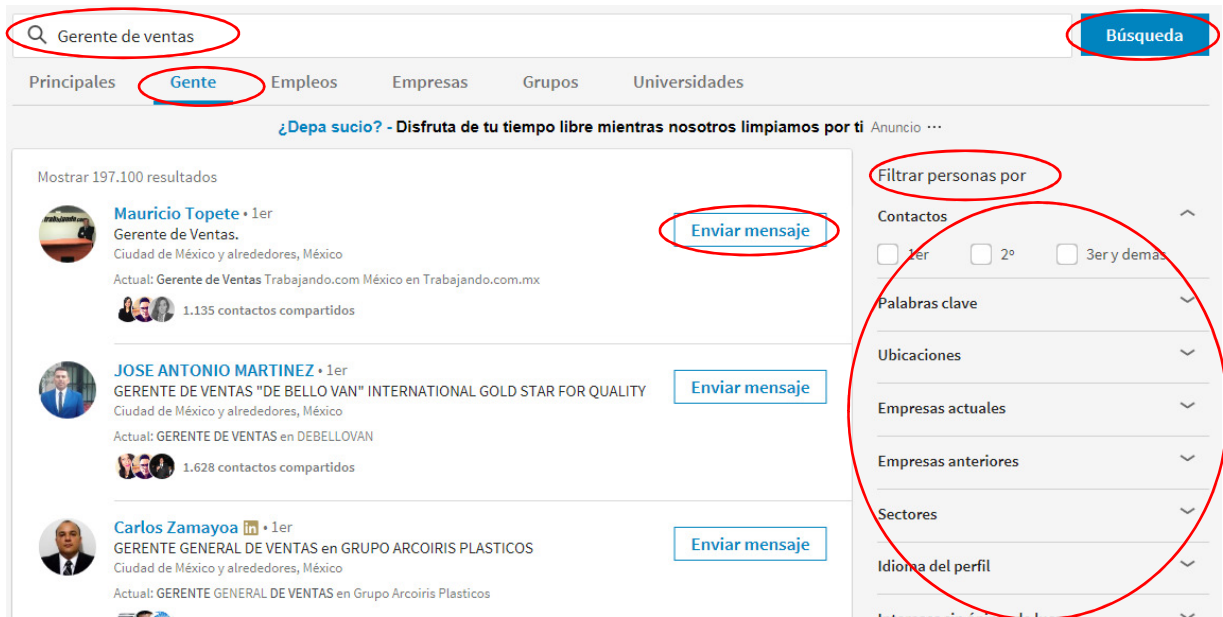 Gerente de ventas
Búsqueda
Principales Gente Empleos Empresas Grupos Universidades
¿Depa sucio? - Disfruta de tu tiempo libre mientras nosotros limpiamos por ti Anuncio ···
Mostrar 197.100 resultados
Mauricio Topete • 1er
Gerente de Ventas.
Ciudad de México y alrededores, México
Actual: Gerente de Ventas Trabajando.com México en Trabajando.com.mx
1.135 contactos compartidos
Enviar mensaje
JOSE ANTONIO MARTINEZ • 1er
GERENTE DE VENTAS "DE BELLO VAN" INTERNATIONAL GOLD STAR FOR QUALITY
Ciudad de México y alrededores, México
Actual: GERENTE DE VENTAS en DEBELLOVAN
1.628 contactos compartidos
Enviar mensaje
Carlos Zamayoa in • 1er
GERENTE GENERAL DE VENTAS en GRUPO ARCOIRIS PLASTICOS
Ciudad de México y alrededores, México
Actual: GERENTE GENERAL DE VENTAS en Grupo Arcoiris Plasticos
Enviar mensaje
Filtrar personas por
Contactos
1er 2º 3er y demás
Palabras clave
Ubicaciones
Empresas actuales
Empresas anteriores
Sectores
Idioma del perfil